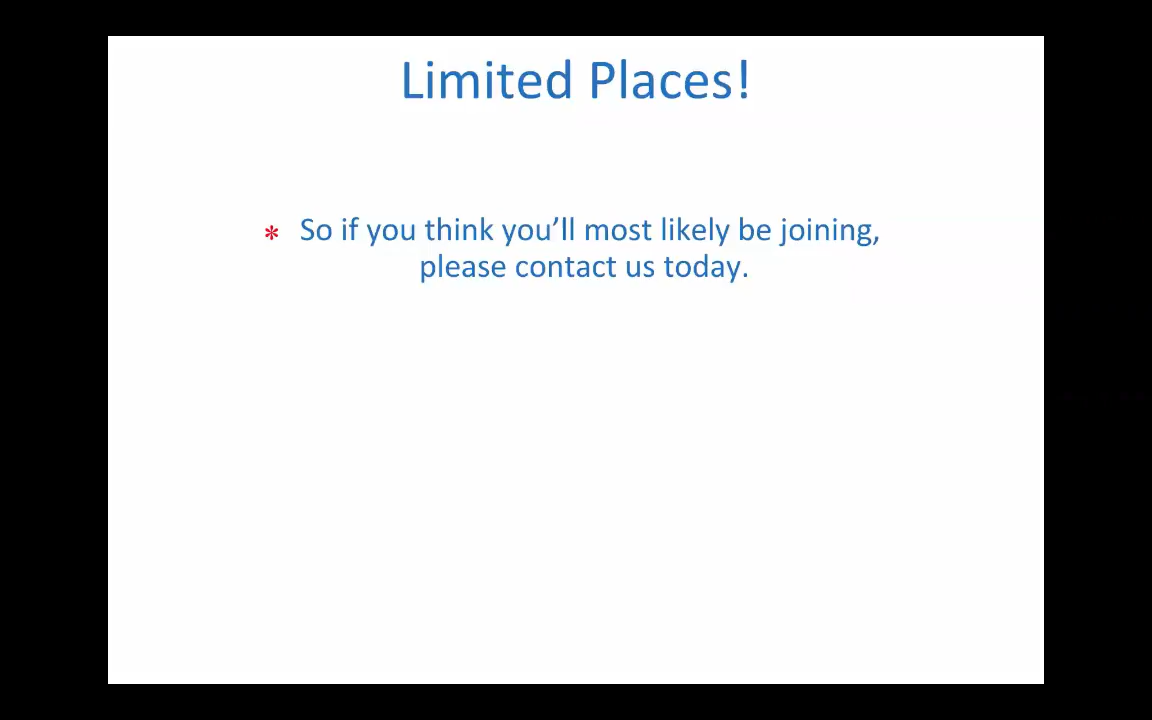 Limited Places!
* So if you think you’ll most likely be joining,
please contact us today.